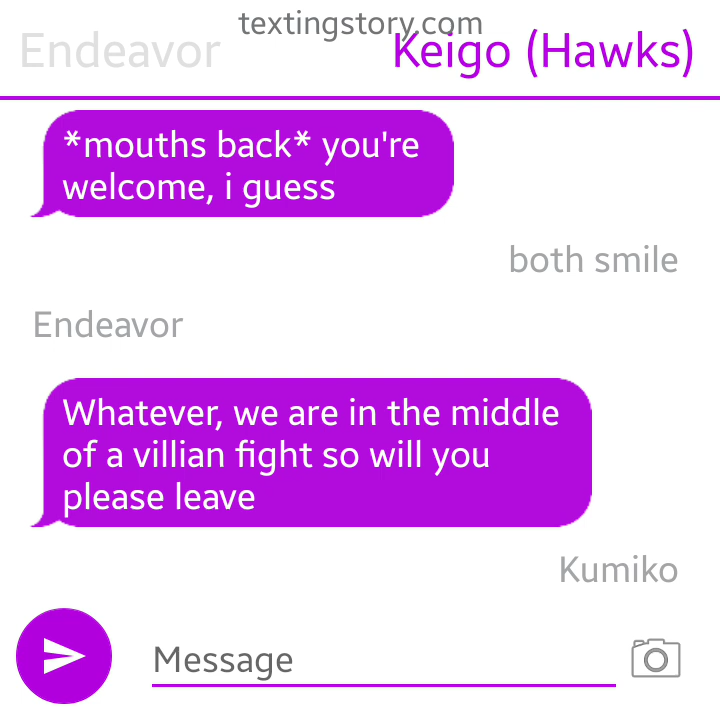 textingstory.com
Endeavor Keigo (Hawks)
*mouths back* you're
welcome, i guess
both smile
Endeavor
Whatever, we are in the middle
of a villian fight so will you
please leave
Kumiko
Message